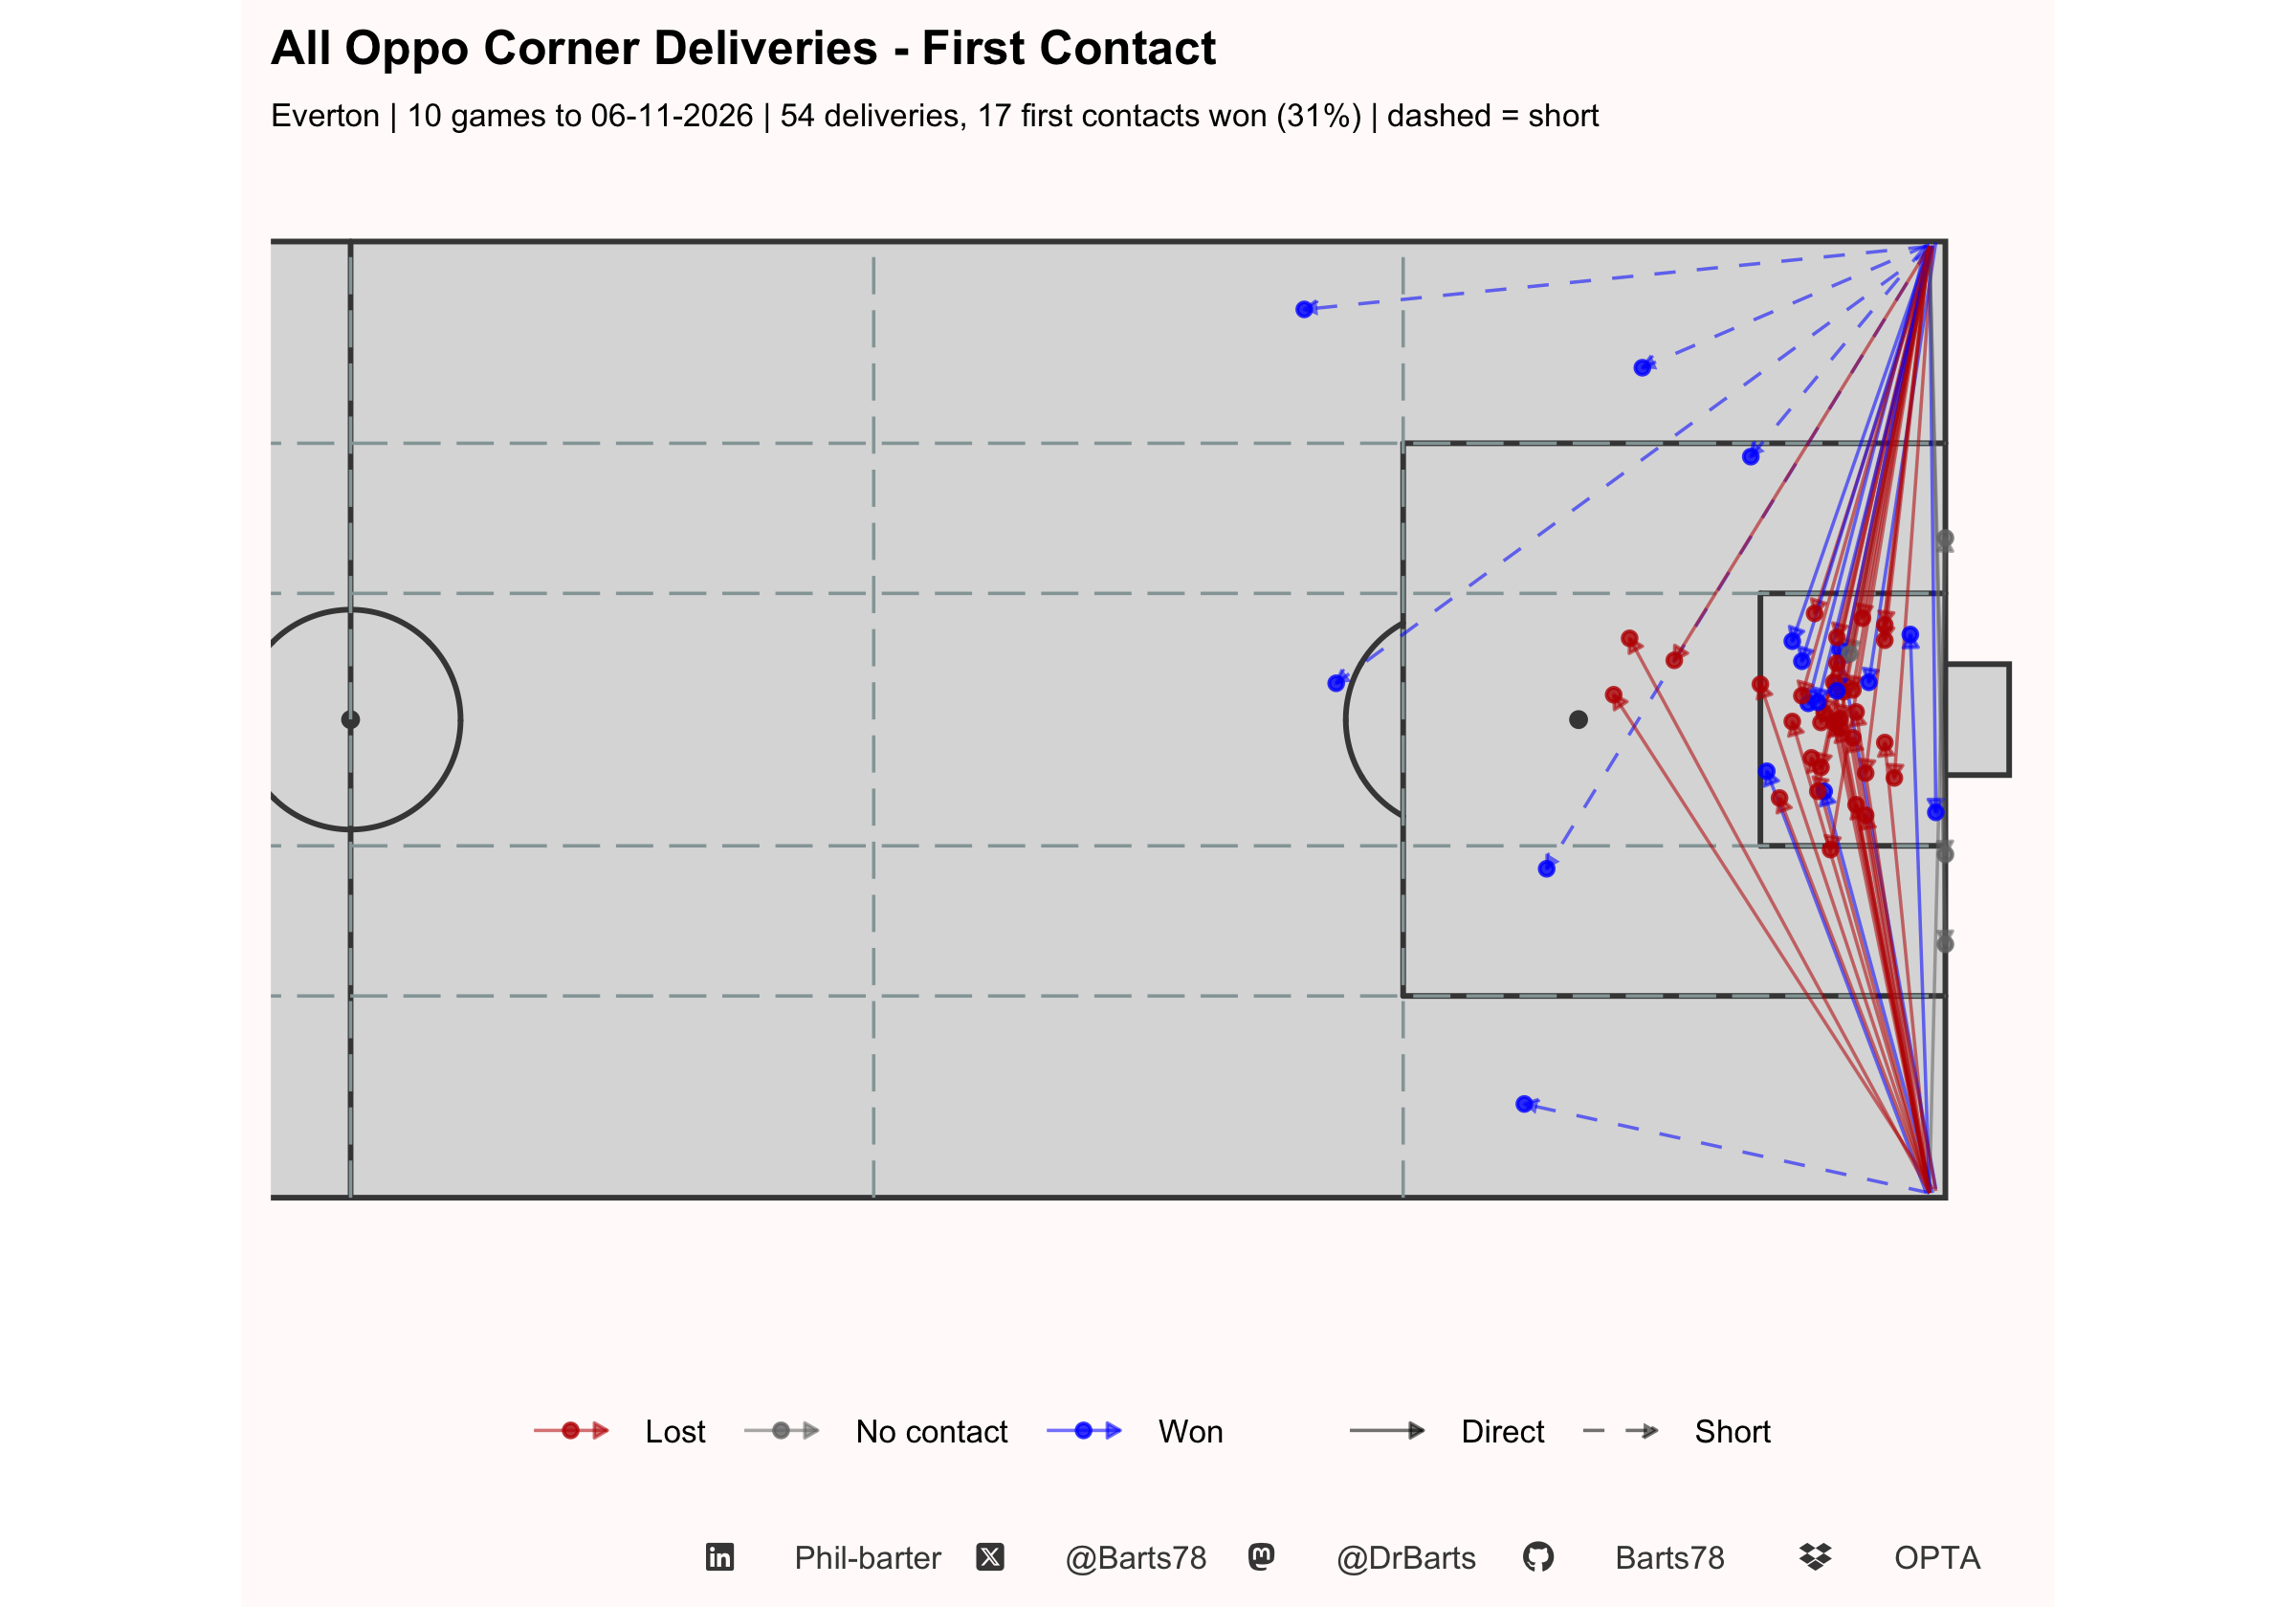 All Oppo Corner Deliveries - First Contact
Everton | 10 games to 06-11-2026 | 54 deliveries, 17 first contacts won (31%) | dashed = short
Lost No contact Won Direct Short
Phil-barter @Barts78 @DrBarts Barts78 OPTA